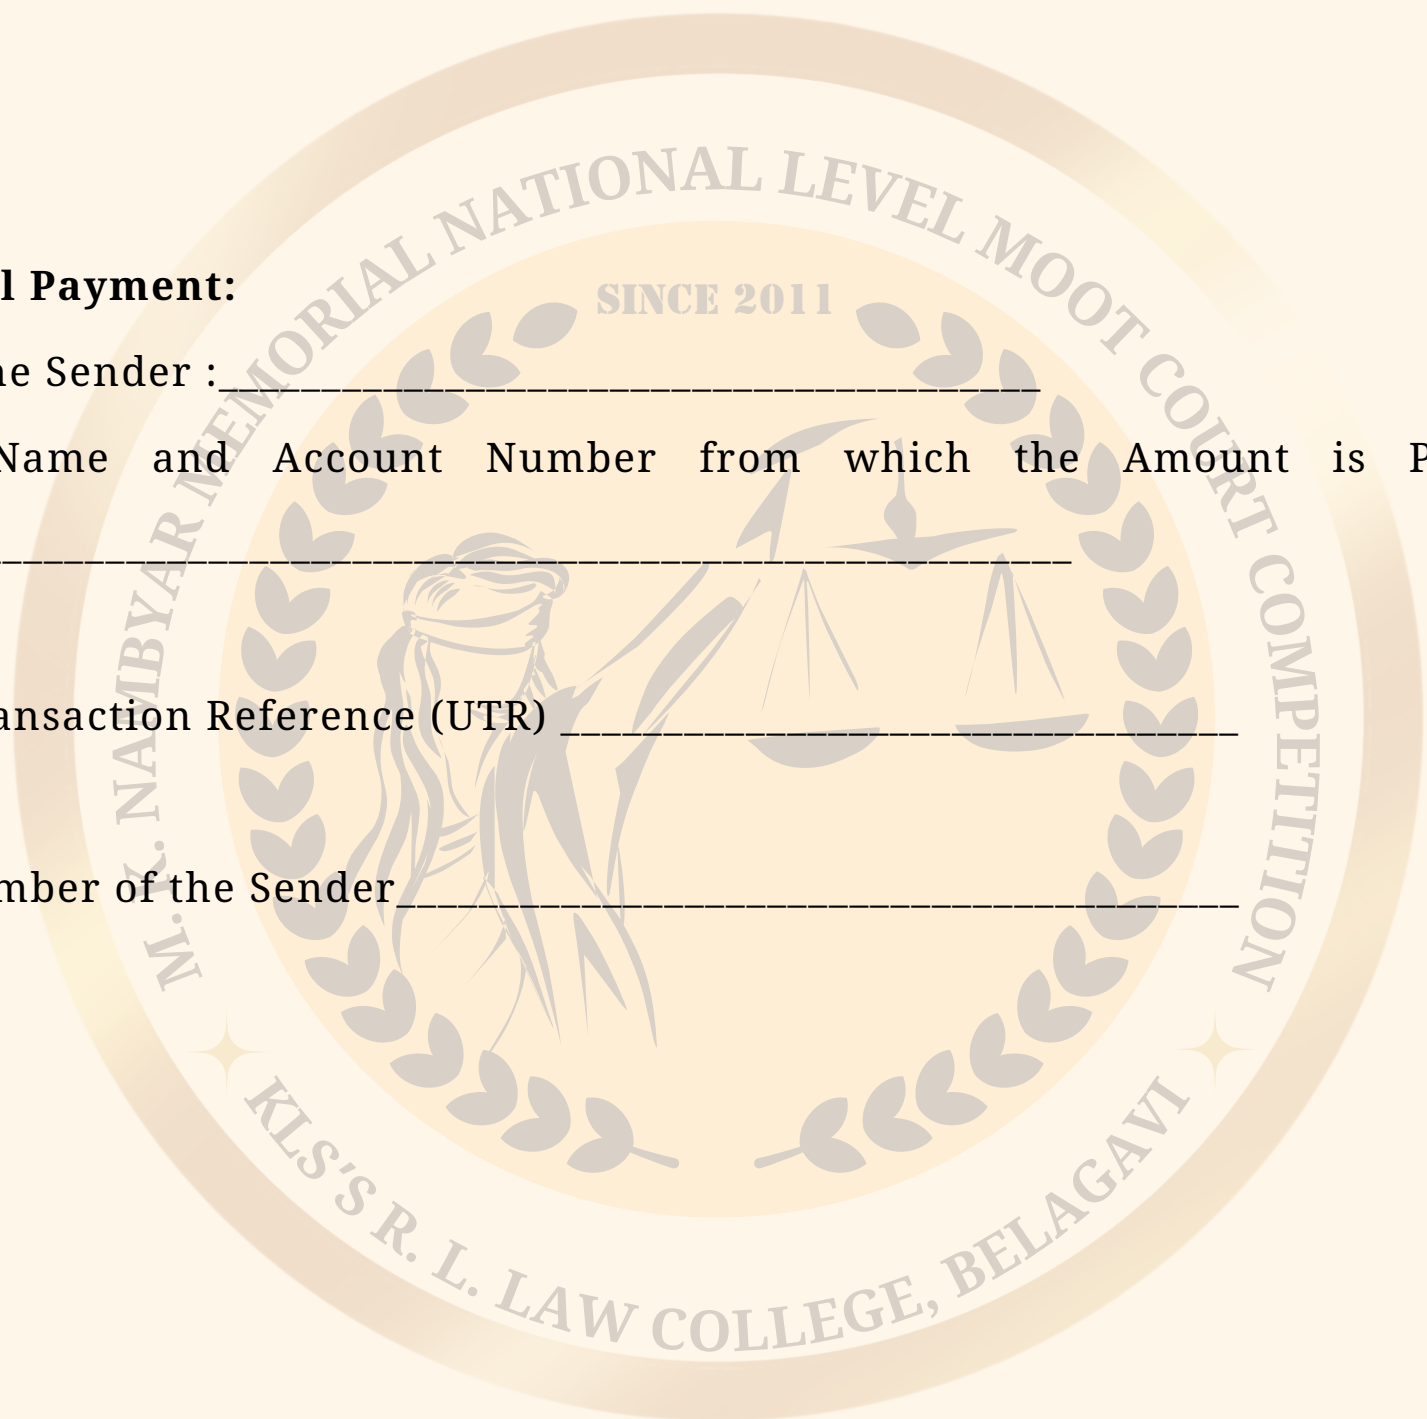 M. K. NAMBYAR MEMORIAL NATIONAL LEVEL MOOT COURT COMPETITION
SINCE 2011
l Payment:
ne Sender :________________________________________
Name and Account Number from which the Amount is P
____________________________________________________
ansaction Reference (UTR) _________________________________
mber of the Sender_________________________________________
KLS'S R. L. LAW COLLEGE, BELAGAVI